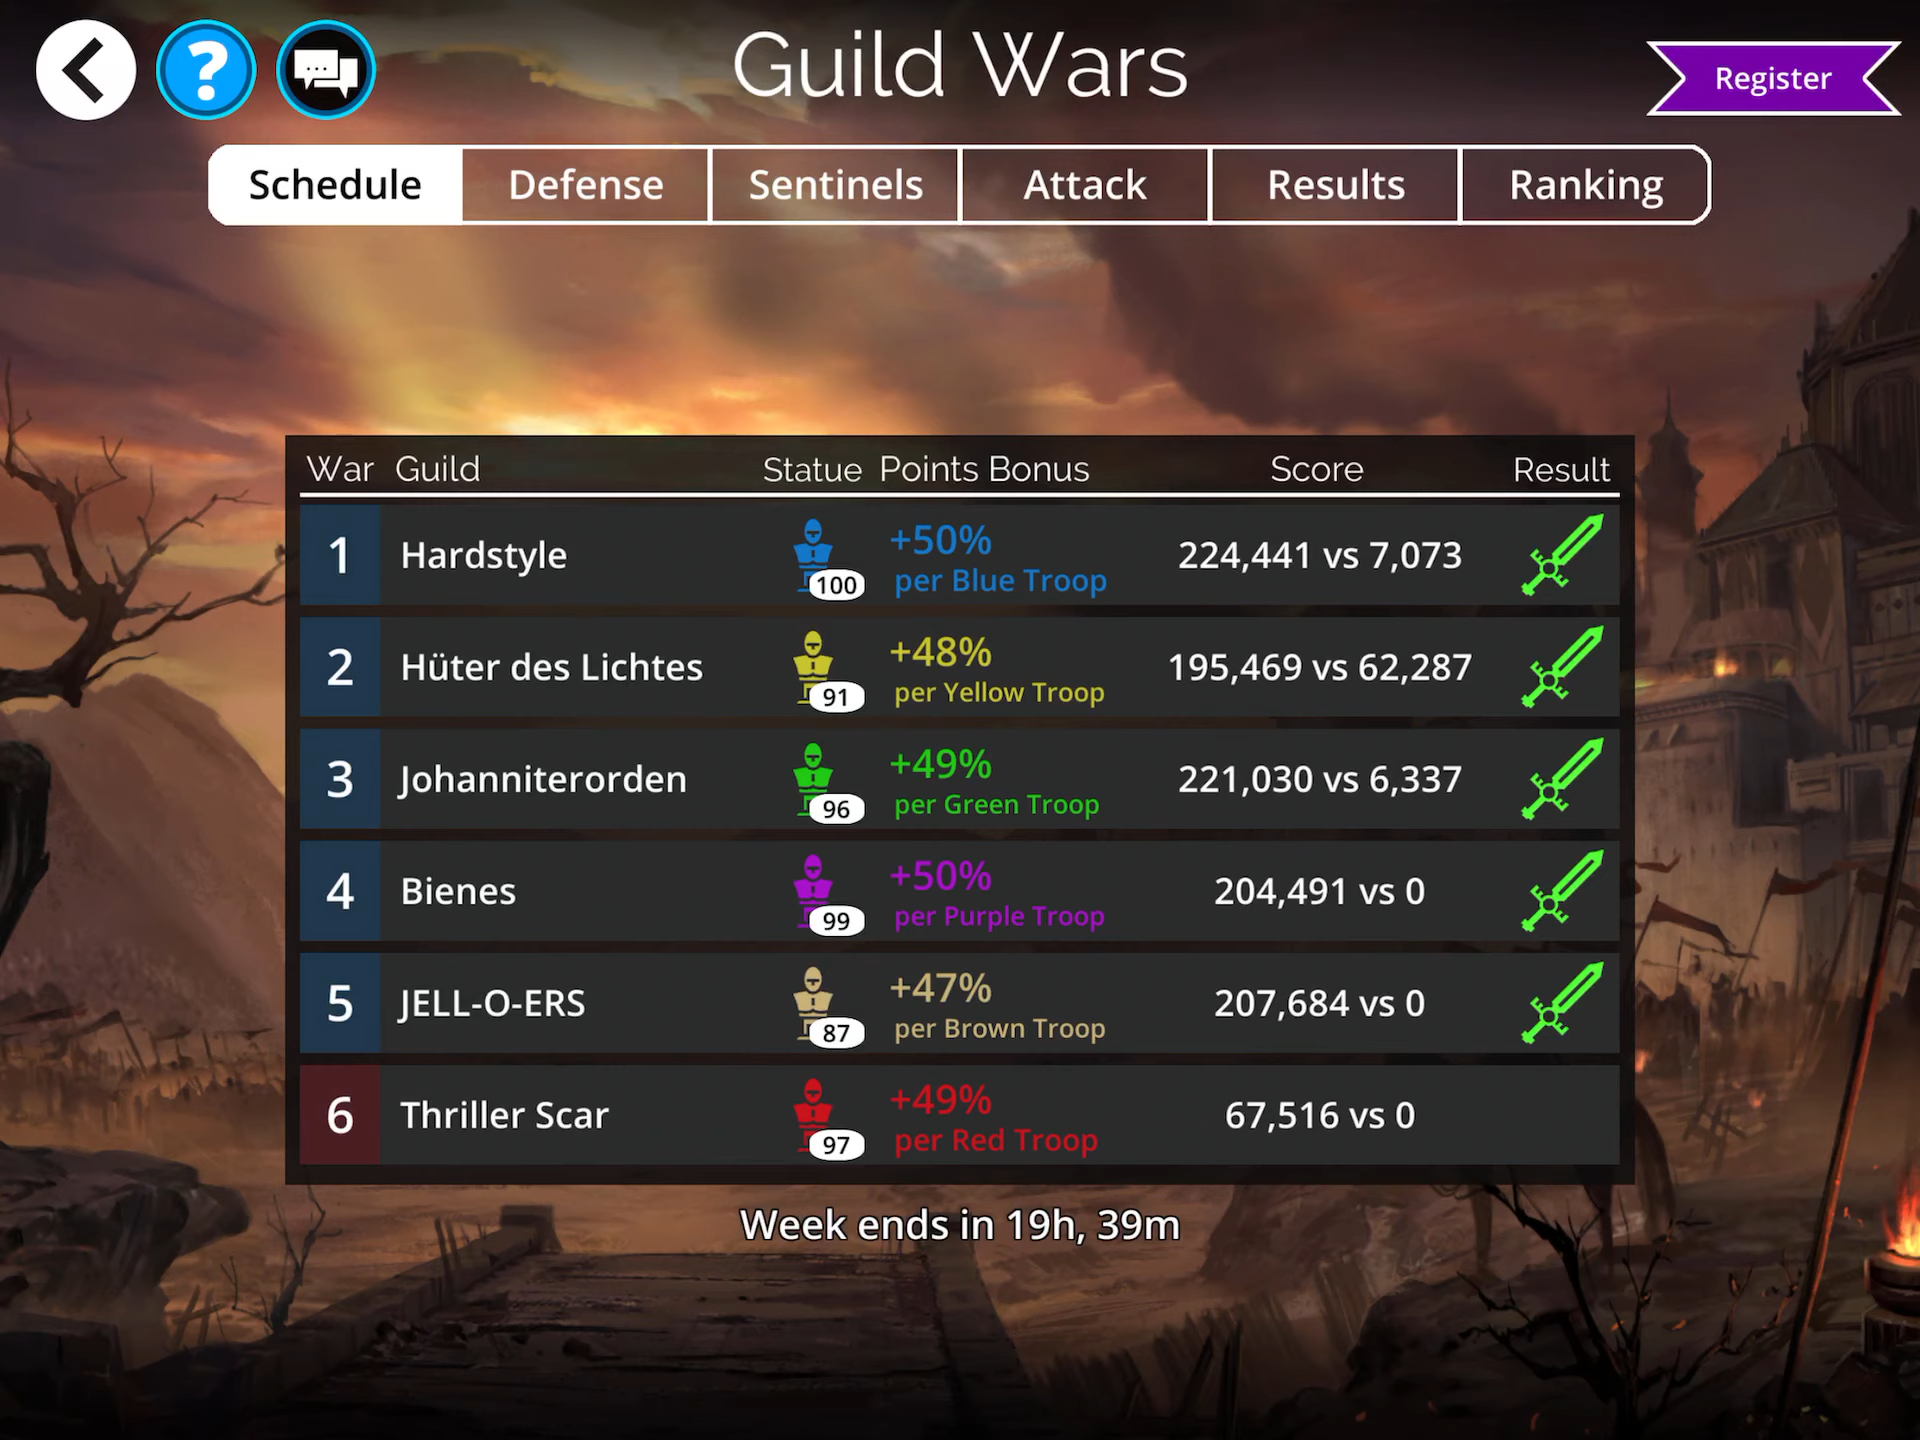 Guild Wars
Register
Schedule Defense Sentinels Attack Results Ranking
War Guild Statue Points Bonus Score Result
1 Hardstyle 100 +50% per Blue Troop 224,441 vs 7,073
2 Hüter des Lichtes 91 +48% per Yellow Troop 195,469 vs 62,287
3 Johanniterorden 96 +49% per Green Troop 221,030 vs 6,337
4 Bienes 99 +50% per Purple Troop 204,491 vs 0
5 JELL-O-ERS 87 +47% per Brown Troop 207,684 vs 0
6 Thriller Scar 97 +49% per Red Troop 67,516 vs 0
Week ends in 19h, 39m